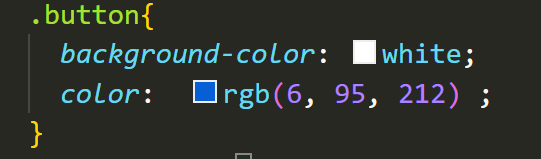 .button{
background-color: white;
color: rgb(6, 95, 212) ;
}